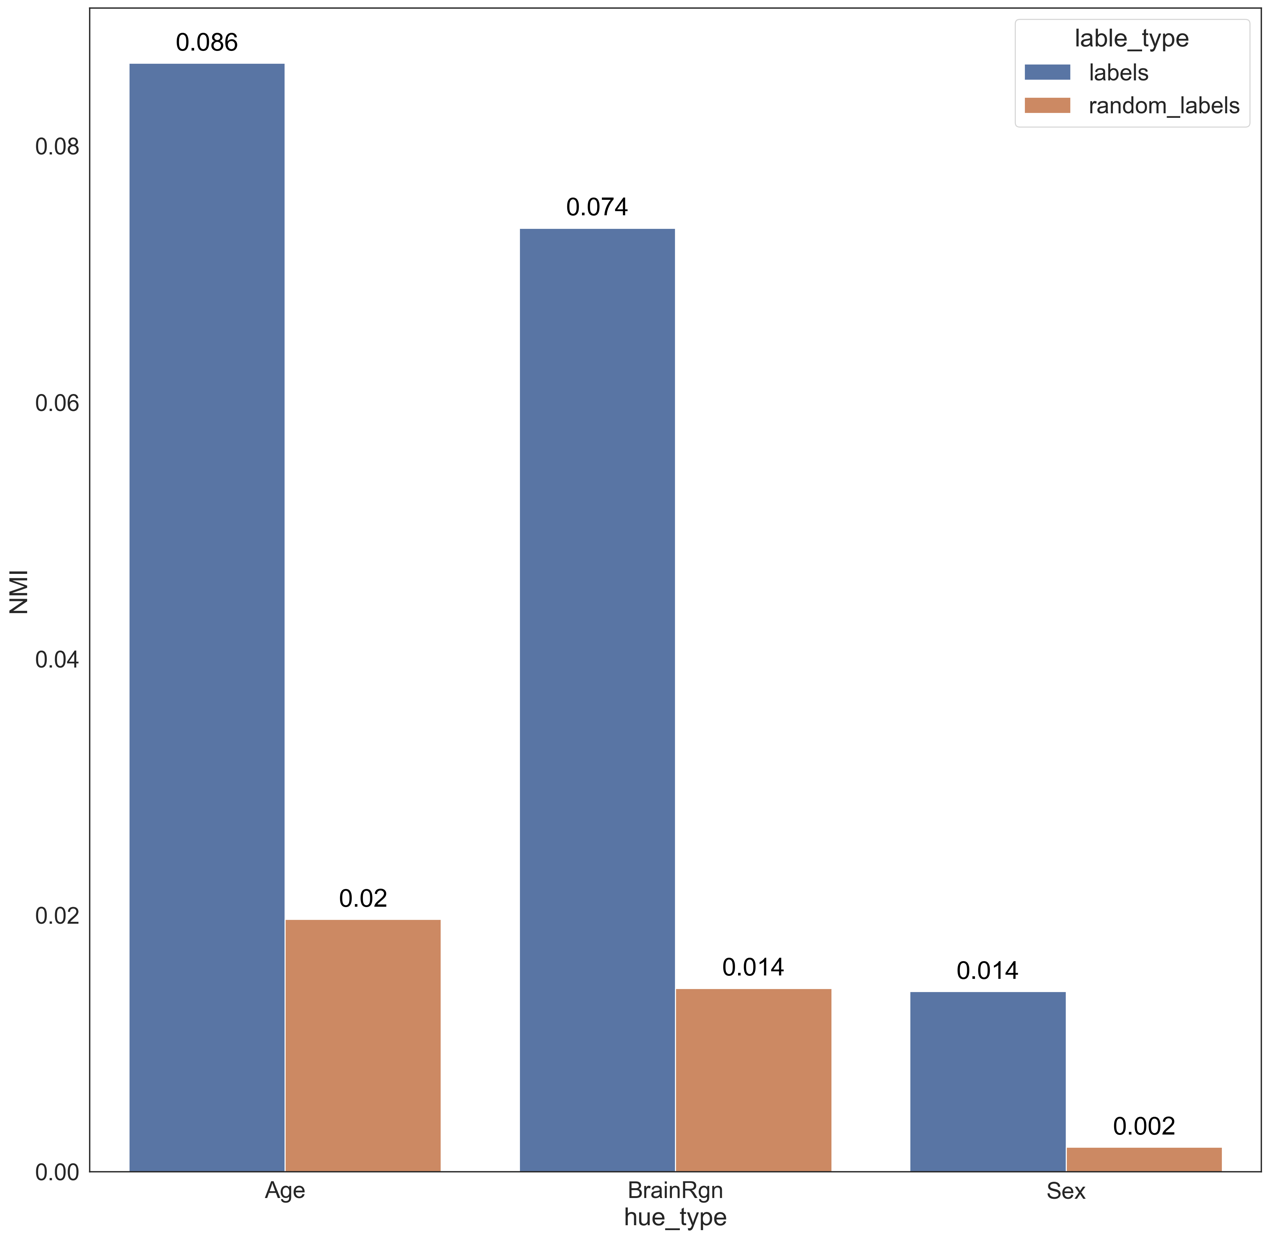 0.086
0.074
0.02
0.014
0.014
0.002
lable_type
labels
random_labels
0.08
0.06
0.04
0.02
0.00
NMI
Age
BrainRgn
Sex
hue_type